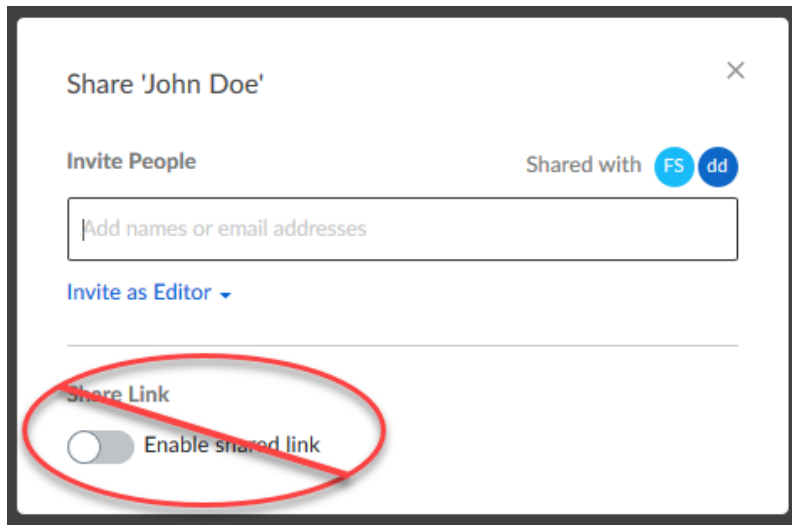 Share 'John Doe'
Invite People
Shared with FS dd
Add names or email addresses
Invite as Editor
Share Link
Enable shared link